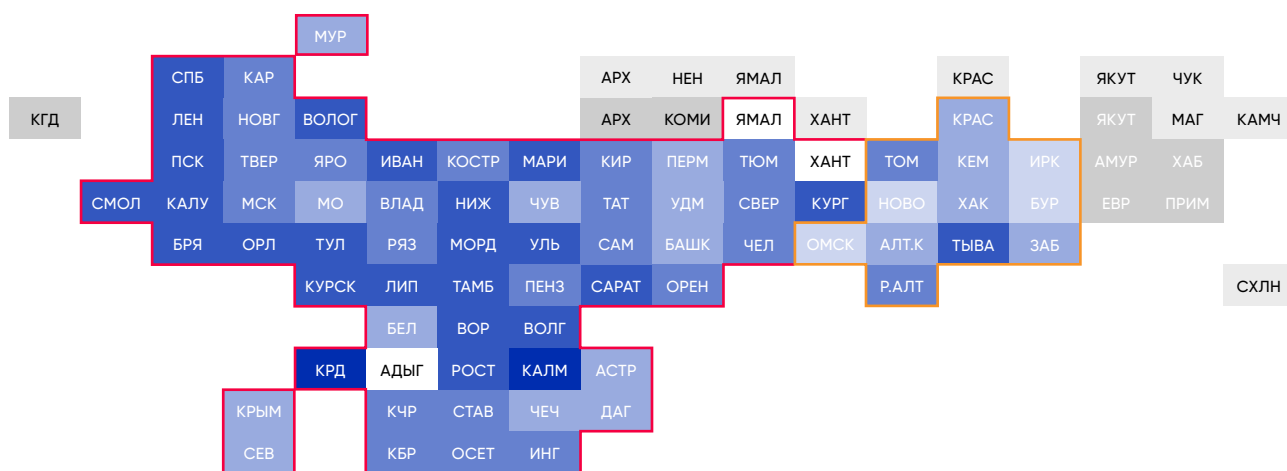 МУР
СПБ КАР АРХ НЕН ЯМАЛ КРАС ЯКУТ ЧУК
КГД ЛЕН НОВГ ВОЛОГ АРХ КОМИ ЯМАЛ ХАНТ КРАС ЯКУТ МАГ КАМЧ
ПСК ТВЕР ЯРО ИВАН КОСТР МАРИ КИР ПЕРМ ТЮМ ХАНТ ТОМ КЕМ ИРК АМУР ХАБ
СМОЛ КАЛУ МСК МО ВЛАД НИЖ ЧУВ ТАТ УДМ СВЕР КУРГ НОВО ХАК БУР ЕВР ПРИМ
БРЯ ОРЛ ТУЛ РЯЗ МОРД УЛЬ САМ БАШК ЧЕЛ ОМСК АЛТ.К ТЫВА ЗАБ
КУРСК ЛИП ТАМБ ПЕНЗ САРАТ ОРЕН Р.АЛТ СХЛН
БЕЛ ВОР ВОЛГ
КРД АДЫГ РОСТ КАЛМ АСТР
КРЫМ КЧР СТАВ ЧЕЧ ДАГ
СЕВ КБР ОСЕТ ИНГ